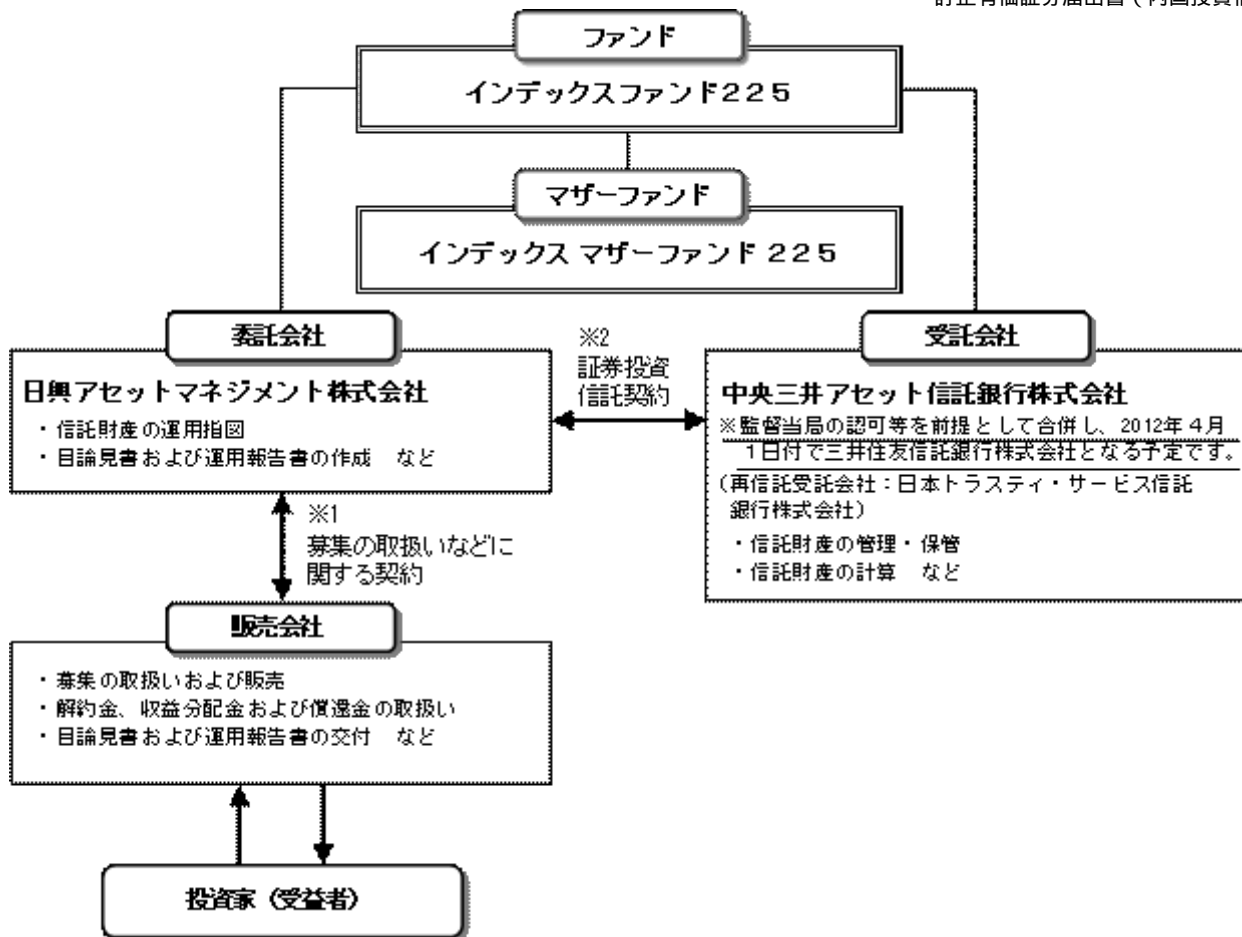 ファンド
インデックスファンド２２５
マザーファンド
インデックス マザーファンド ２２５
委託会社
日興アセットマネジメント株式会社
・信託財産の運用指図
・目論見書および運用報告書の作成　など
※2
証券投資
信託契約
受託会社
中央三井アセット信託銀行株式会社
※監督当局の認可等を前提として合併し、2012年４月
１日付で三井住友信託銀行株式会社となる予定です。
（再信託受託会社：日本トラスティ・サービス信託
銀行株式会社）
・信託財産の管理・保管
・信託財産の計算　など
※1
募集の取扱いなどに
関する契約
販売会社
・募集の取扱いおよび販売
・解約金、収益分配金および償還金の取扱い
・目論見書および運用報告書の交付　など
投資家（受益者）